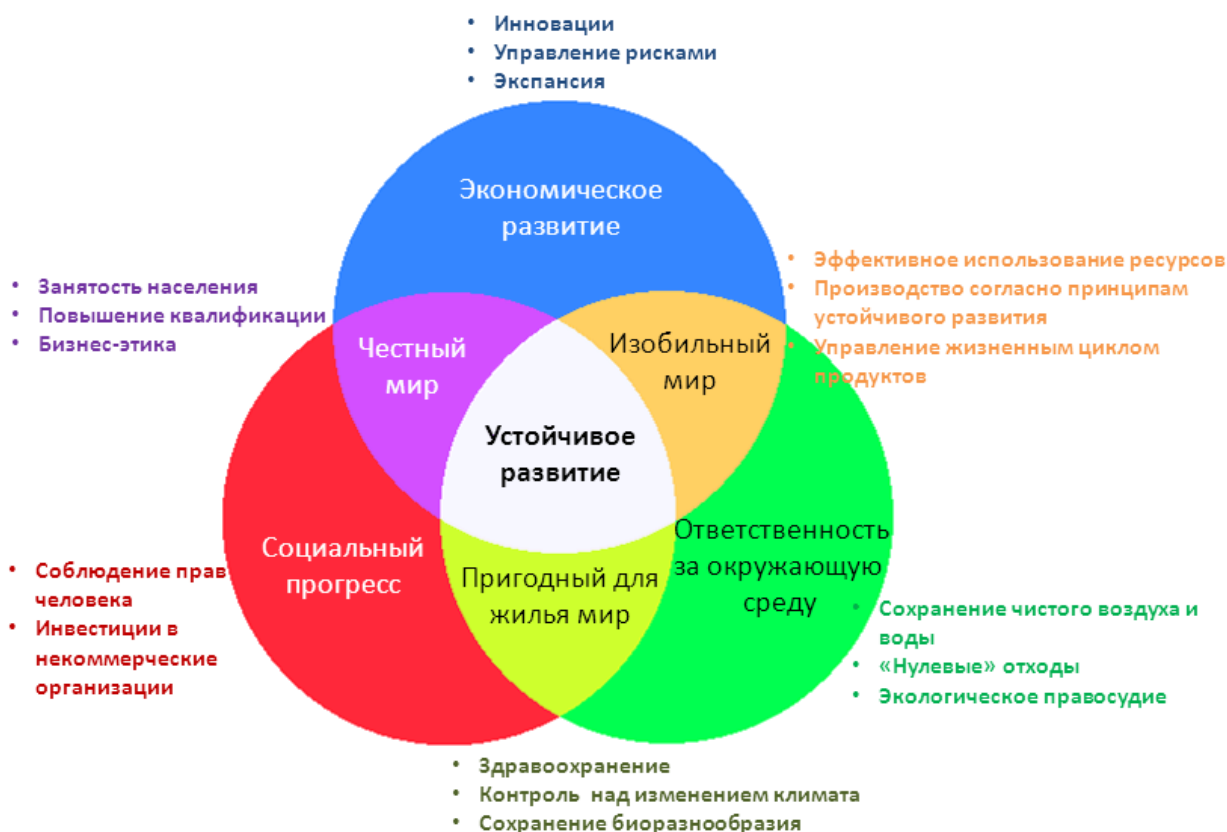 • Инновации
• Управление рисками
• Экспансия
Экономическое
развитие
• Эффективное использование ресурсов
• Производство согласно принципам
устойчивого развития
• Управление жизненным циклом
продуктов
• Занятость населения
• Повышение квалификации
• Бизнес-этика
Честный
мир
Изобильный
мир
Устойчивое
развитие
Социальный
прогресс
Пригодный для
жилья мир
Ответственность
за окружающую
среду
• Соблюдение прав
человека
• Инвестиции в
некоммерческие
организации
• Сохранение чистого воздуха и
воды
• «Нулевые» отходы
• Экологическое правосудие
• Здравоохранение
• Контроль над изменением климата
• Сохранение биоразнообразия